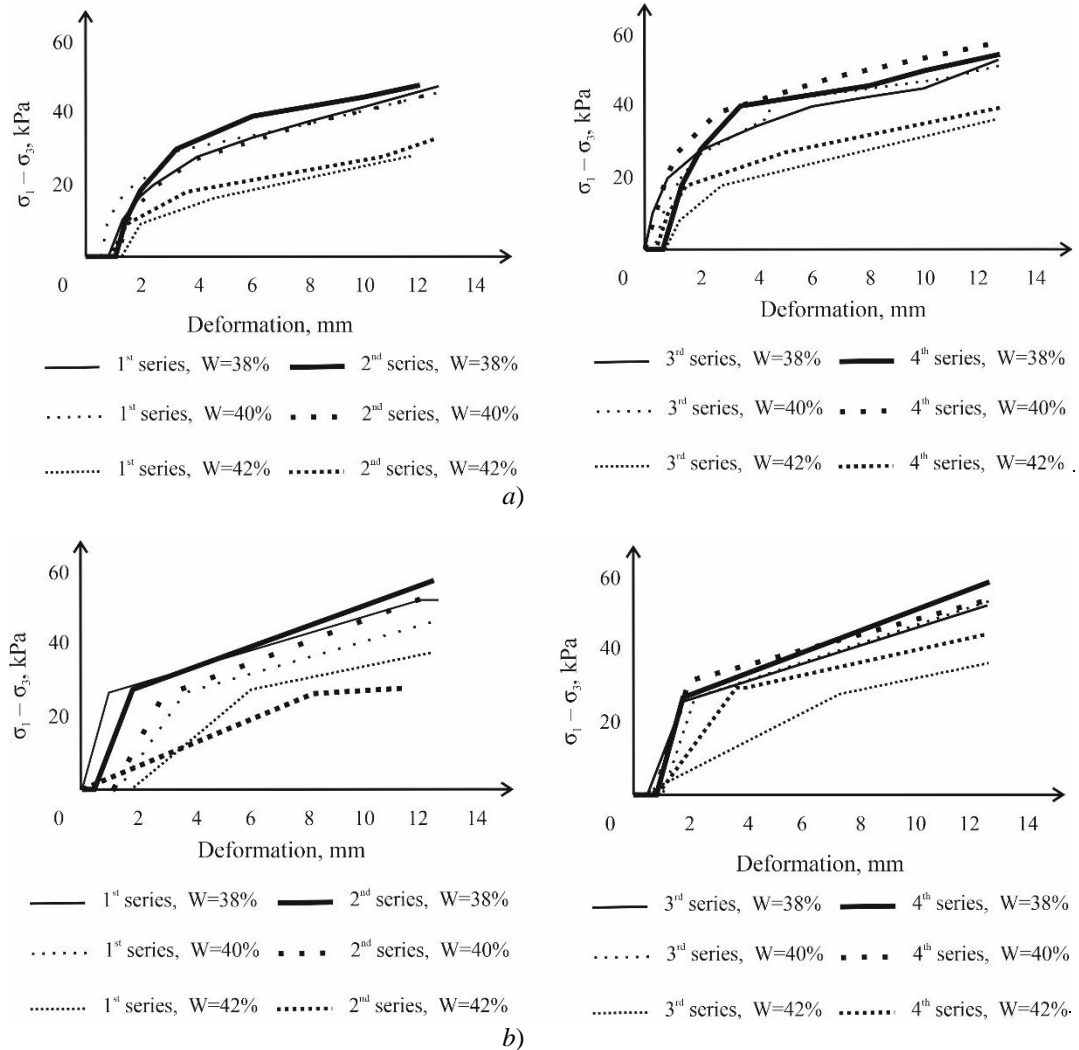 60
40
20
σ₁ – σ₃, kPa
0 2 4 6 8 10 12 14
Deformation, mm
1ˢᵗ series, W=38% 2ⁿᵈ series, W=38%
1ˢᵗ series, W=40% 2ⁿᵈ series, W=40%
1ˢᵗ series, W=42% 2ⁿᵈ series, W=42%
60
40
20
σ₁ – σ₃, kPa
0 2 4 6 8 10 12 14
Deformation, mm
3ʳᵈ series, W=38% 4ᵗʰ series, W=38%
3ʳᵈ series, W=40% 4ᵗʰ series, W=40%
3ʳᵈ series, W=42% 4ᵗʰ series, W=42%.
a)
60
40
20
σ₁ – σ₃, kPa
0 2 4 6 8 10 12 14
Deformation, mm
1ˢᵗ series, W=38% 2ⁿᵈ series, W=38%
1ˢᵗ series, W=40% 2ⁿᵈ series, W=40%
1ˢᵗ series, W=42% 2ⁿᵈ series, W=42%
60
40
20
σ₁ – σ₃, kPa
0 2 4 6 8 10 12 14
Deformation, mm
3ʳᵈ series, W=38% 4ᵗʰ series, W=38%
3ʳᵈ series, W=40% 4ᵗʰ series, W=40%
3ʳᵈ series, W=42% 4ᵗʰ series, W=42%.
b)